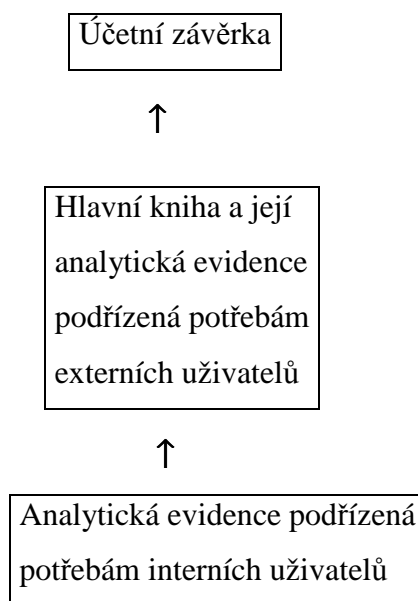 Účetní závěrka
↑
Hlavní kniha a její
analytická evidence
podřízená potřebám
externích uživatelů
↑
Analytická evidence podřízená
potřebám interních uživatelů